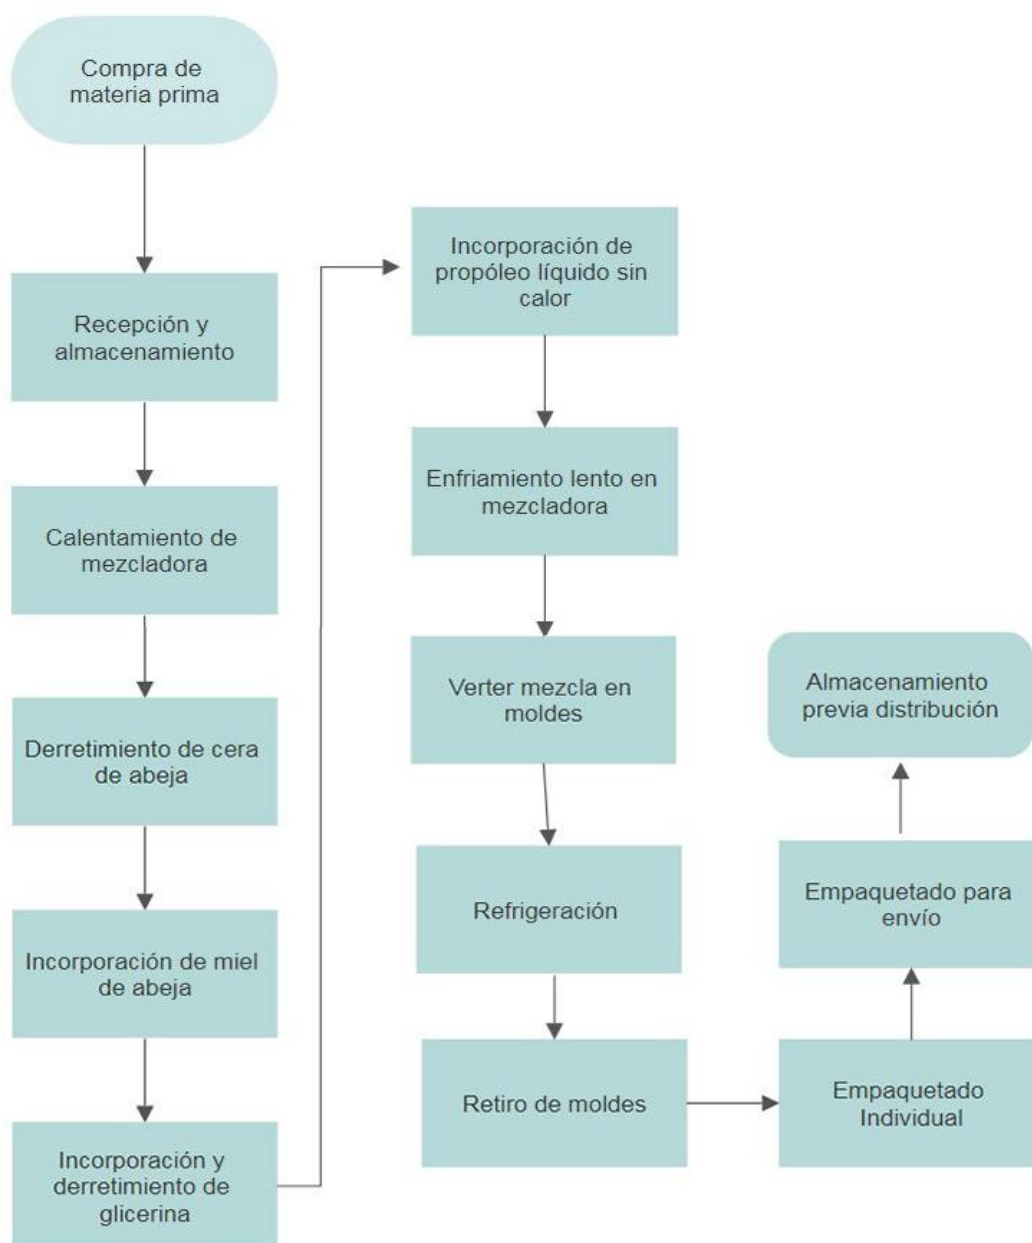 Compra de
materia prima
Recepción y
almacenamiento
Calentamiento de
mezcladora
Derretimiento de cera
de abeja
Incorporación de miel
de abeja
Incorporación y
derretimiento de
glicerina
Incorporación de
propóleo líquido sin
calor
Enfriamiento lento en
mezcladora
Verter mezcla en
moldes
Refrigeración
Retiro de moldes
Empaquetado
Individual
Empaquetado para
envío
Almacenamiento
previa distribución